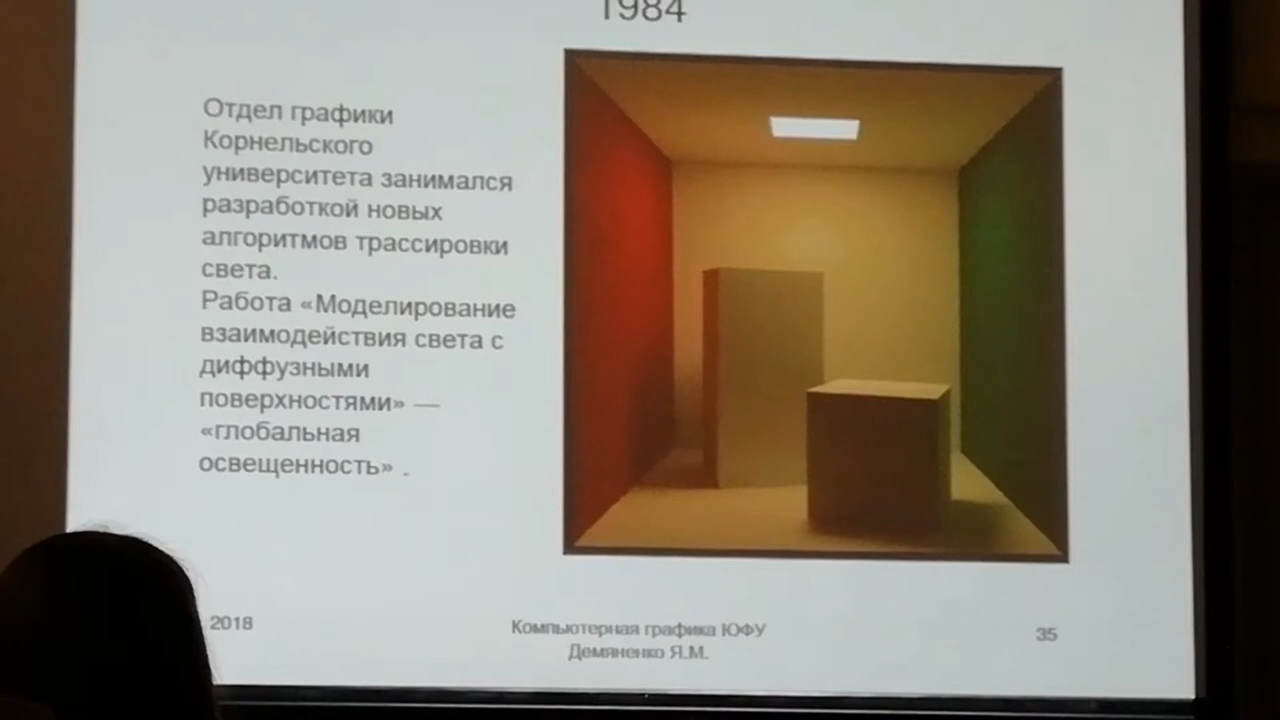 1984
Отдел графики
Корнельского
университета занимался
разработкой новых
алгоритмов трассировки
света.
Работа «Моделирование
взаимодействия света с
диффузными
поверхностями» —
«глобальная
освещенность» .
2018
Компьютерная графика ЮФУ
Демяненко Я.М.
35